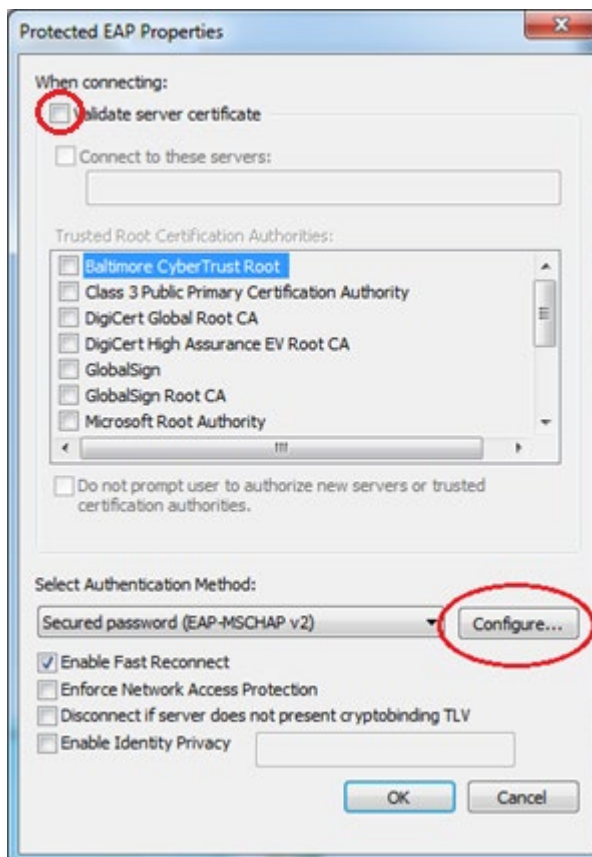 Protected EAP Properties
When connecting:
Validate server certificate
Connect to these servers:
Trusted Root Certification Authorities:
Baltimore CyberTrust Root
Class 3 Public Primary Certification Authority
DigiCert Global Root CA
DigiCert High Assurance EV Root CA
GlobalSign
GlobalSign Root CA
Microsoft Root Authority
Do not prompt user to authorize new servers or trusted
certification authorities.
Select Authentication Method:
Secured password (EAP-MSCHAP v2)
Configure...
Enable Fast Reconnect
Enforce Network Access Protection
Disconnect if server does not present cryptobinding TLV
Enable Identity Privacy
OK
Cancel